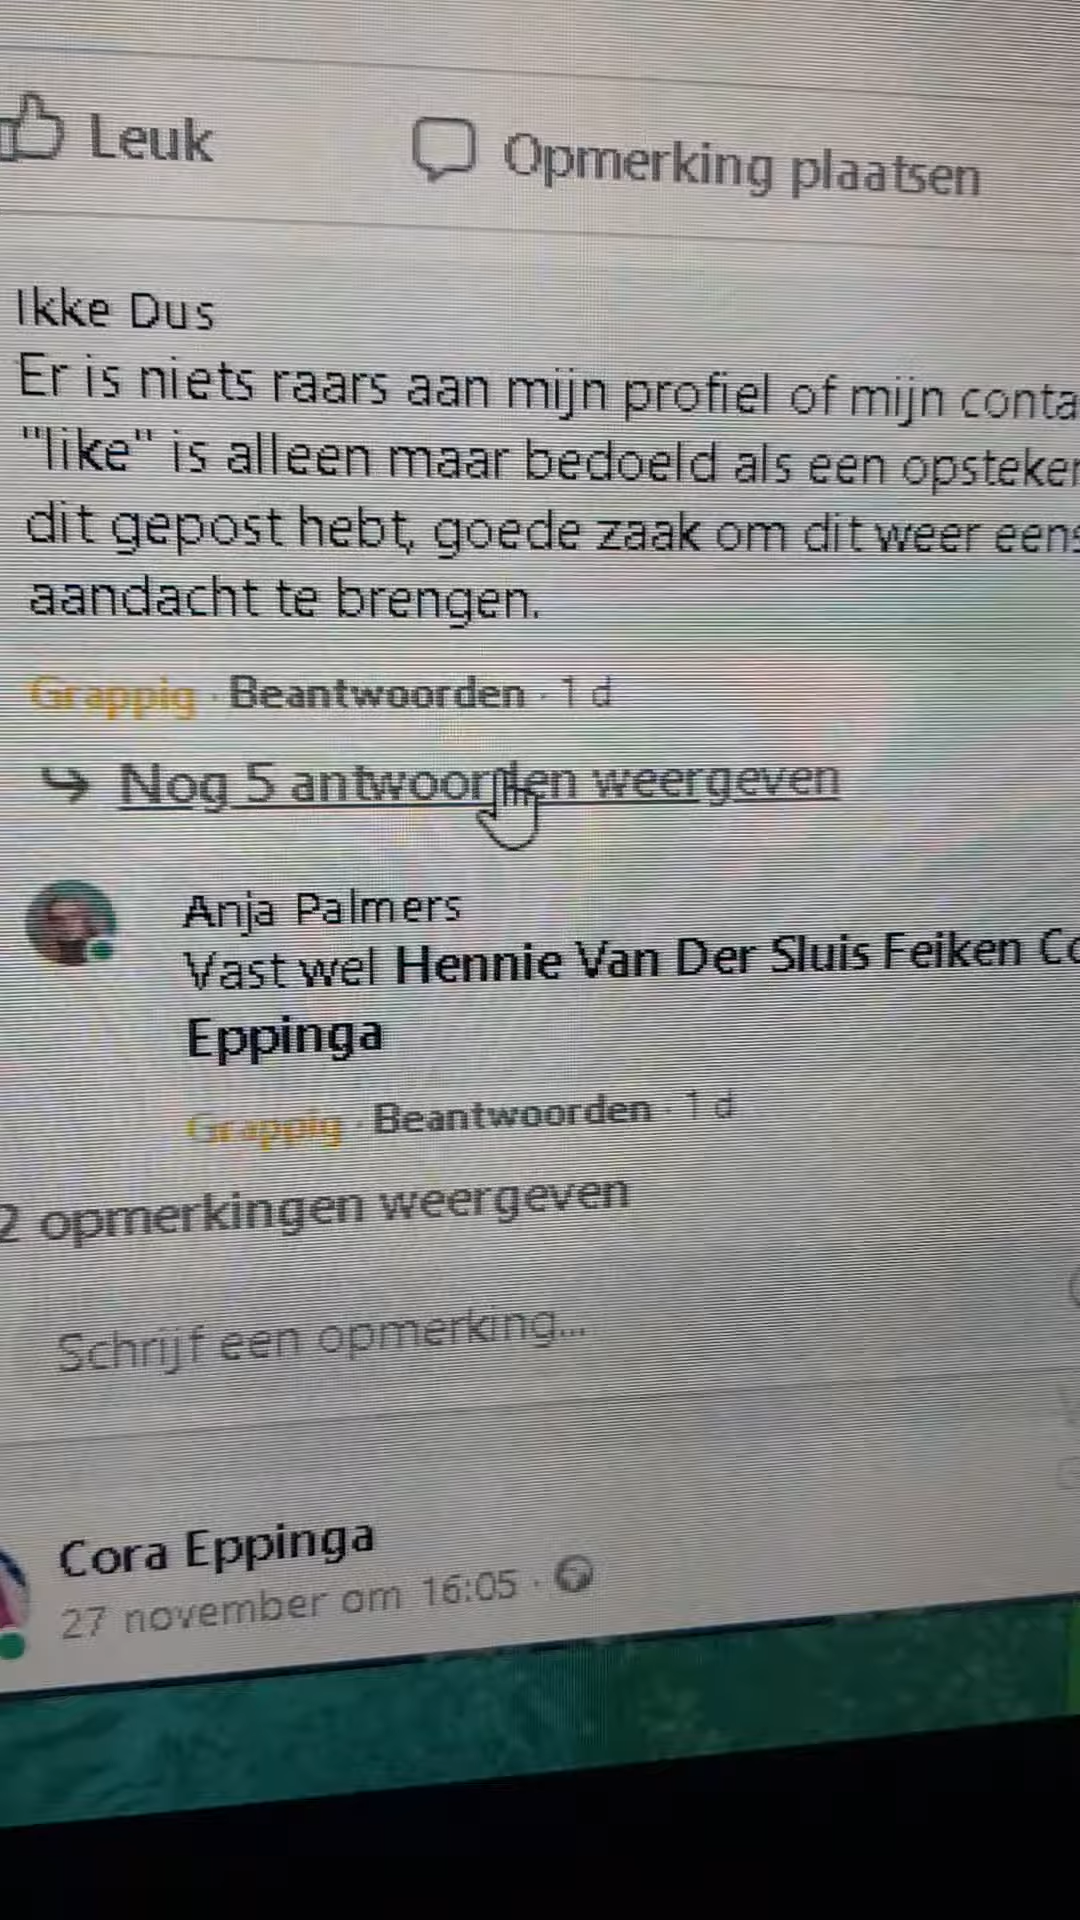 Leuk
Opmerking plaatsen
Ikke Dus
Er is niets raars aan mijn profiel of mijn conta
"like" is alleen maar bedoeld als een opsteker
dit gepost hebt, goede zaak om dit weer eens
aandacht te brengen.
Grappig · Beantwoorden · 1 d
Nog 5 antwoorden weergeven
Anja Palmers
Vast wel Hennie Van Der Sluis Feiken Co
Eppinga
Grappig · Beantwoorden · 1 d
2 opmerkingen weergeven
Schrijf een opmerking...
Cora Eppinga
27 november om 16:05 ·